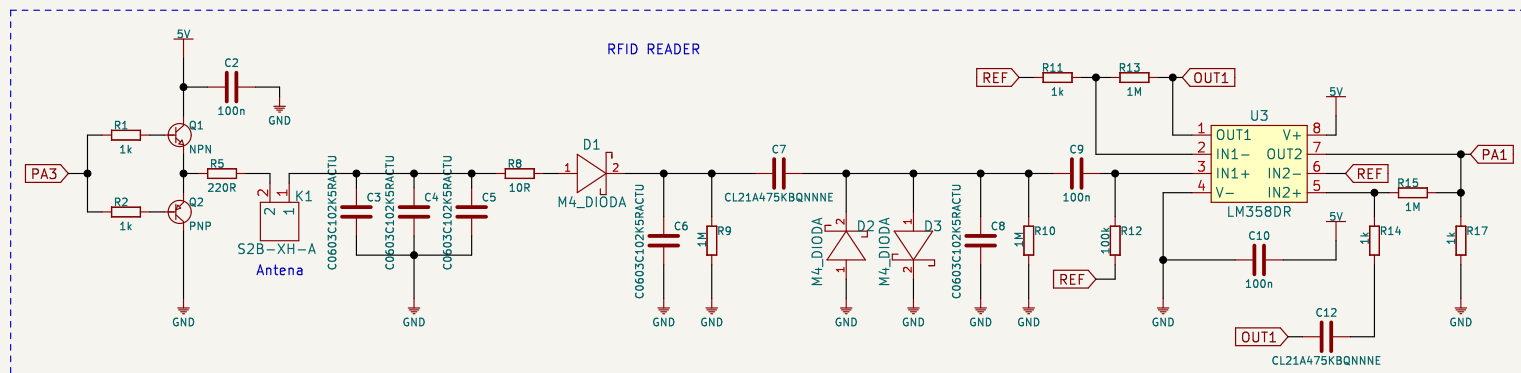 RFID READER
5V
C2
100n
GND
Q1
NPN
R1
1k
PA3
R2
1k
Q2
PNP
GND
R5
220R
2
1
2
1
K1
S2B-XH-A
Antena
C0603C102K5RACTU
C3
C0603C102K5RACTU
C4
C0603C102K5RACTU
C5
GND
R8
10R
D1
1
2
M4_DIODA
C0603C102K5RACTU
C6
GND
1M
R9
GND
C7
CL21A475KBQNNNE
M4_DIODA
2
1
D2
GND
M4_DIODA
1
2
D3
GND
C0603C102K5RACTU
C8
GND
1M
R10
GND
C9
100n
100k
R12
REF
REF
R11
1k
R13
1M
OUT1
U3
1
OUT1
2
IN1-
3
IN1+
4
V-
V+
8
OUT2
7
IN2-
6
IN2+
5
LM358DR
5V
PA1
REF
R15
1M
1k
R14
1k
R17
GND
5V
C10
100n
GND
OUT1
C12
CL21A475KBQNNNE